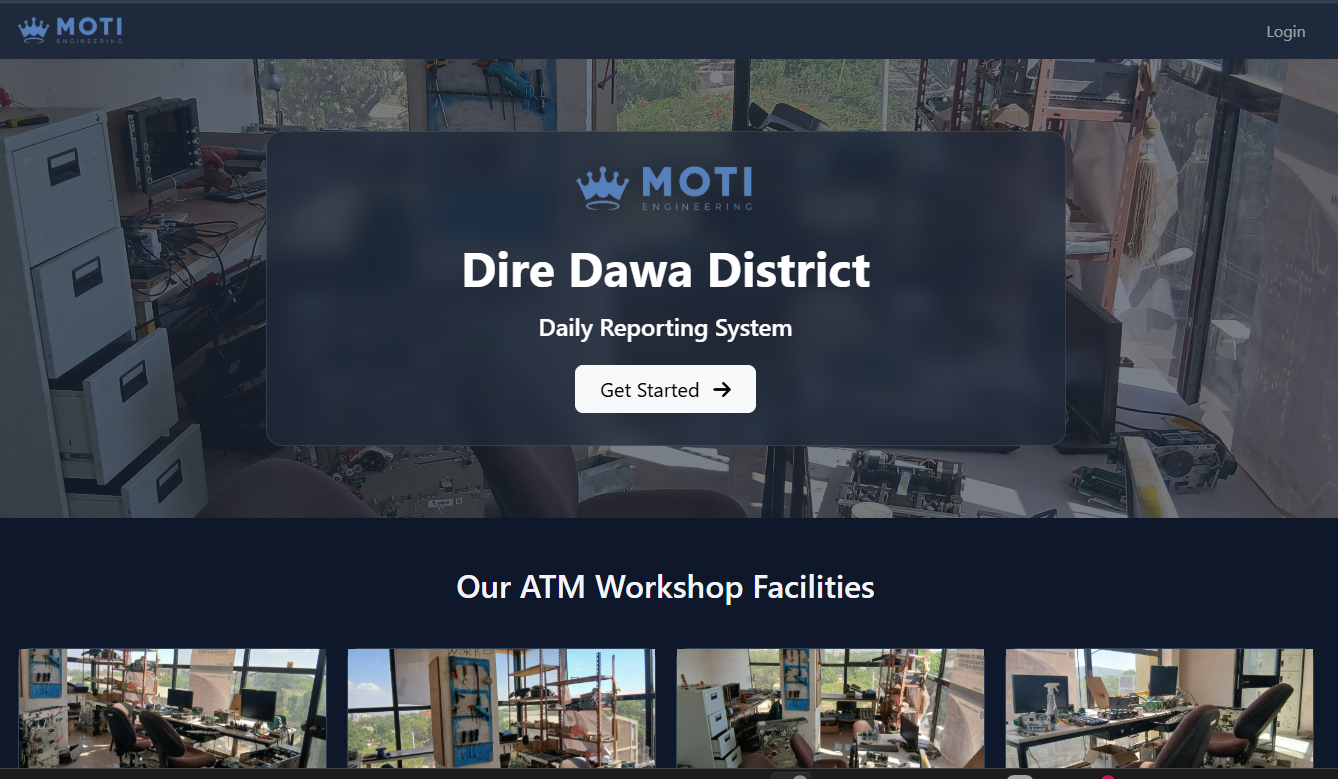 MOTI
ENGINEERING
Login
MOTI
ENGINEERING
Dire Dawa District
Daily Reporting System
Get Started
Our ATM Workshop Facilities